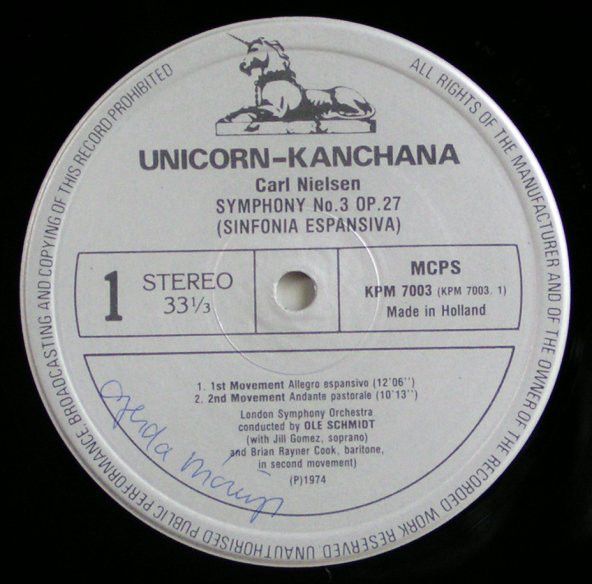 ALL RIGHTS OF THE MANUFACTURER AND OF THE OWNER OF THE RECORDED WORK RESERVED. UNAUTHORISED PUBLIC PERFORMANCE, BROADCASTING AND COPYING OF THIS RECORD PROHIBITED
UNICORN-KANCHANA
Carl Nielsen
SYMPHONY No.3 OP.27
(SINFONIA ESPANSIVA)
1
STEREO
33 1/3
MCPS
KPM 7003 (KPM 7003. 1)
Made in Holland
1. 1st Movement Allegro espansivo (12'06'')
2. 2nd Movement Andante pastorale (10'13'')
London Symphony Orchestra
conducted by OLE SCHMIDT
(with Jill Gomez, soprano)
and Brian Rayner Cook, baritone,
in second movement)
(P)1974